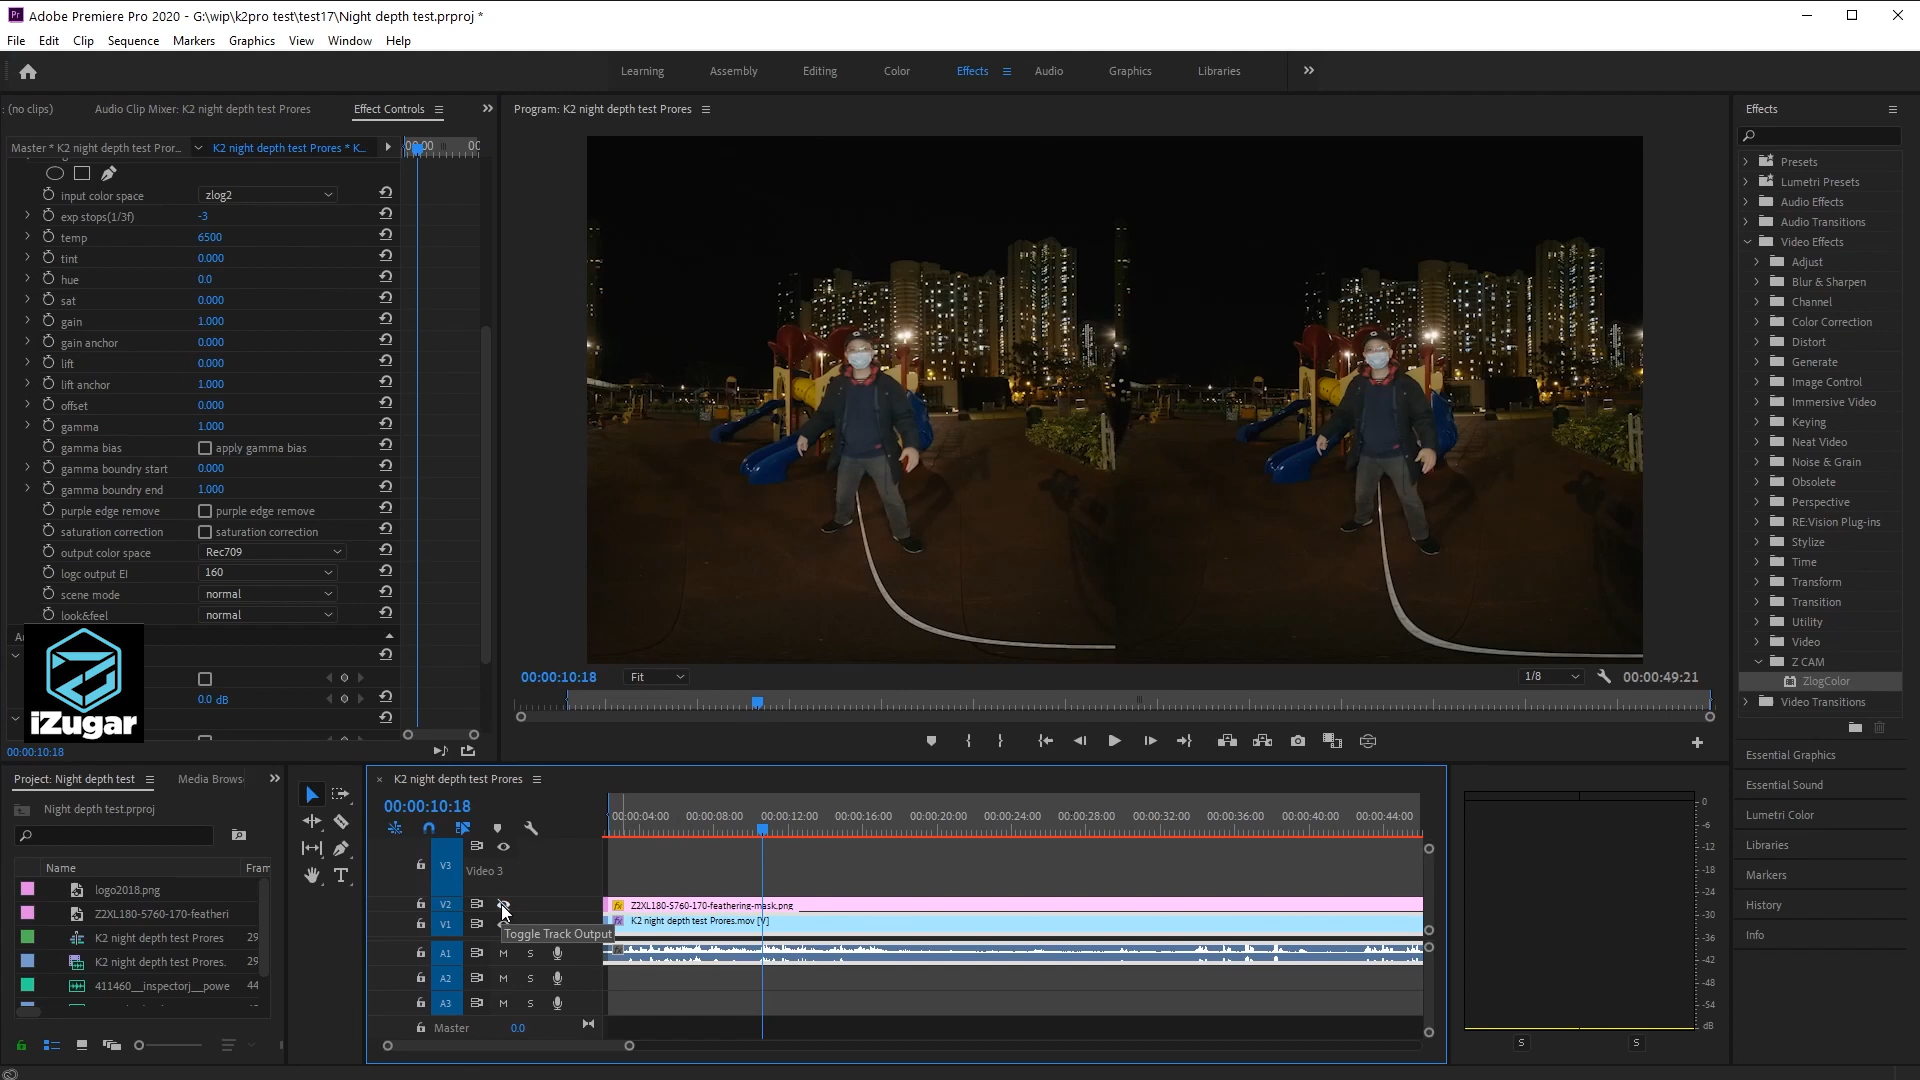 Adobe Premiere Pro 2020 - G:\wip\k2pro test\test17\Night depth test.prproj *
File Edit Clip Sequence Markers Graphics View Window Help
Learning Assembly Editing Color Effects Audio Graphics Libraries
: (no clips) Audio Clip Mixer: K2 night depth test Prores Effect Controls
Master * K2 night depth test Pror... K2 night depth test Prores * K...
input color space zlog2
exp stops(1/3f) -3
temp 6500
tint 0.000
hue 0.0
sat 0.000
gain 1.000
gain anchor 0.000
lift 0.000
lift anchor 1.000
offset 0.000
gamma 1.000
gamma bias apply gamma bias
gamma boundry start 0.000
gamma boundry end 1.000
purple edge remove purple edge remove
saturation correction saturation correction
output color space Rec709
logc output EI 160
scene mode normal
look&feel normal
0.0 dB
iZugar
00:00:10:18
Program: K2 night depth test Prores
00:00:10:18 Fit 1/8 00:00:49:21
Effects
Presets
Lumetri Presets
Audio Effects
Audio Transitions
Video Effects
Adjust
Blur & Sharpen
Channel
Color Correction
Distort
Generate
Image Control
Immersive Video
Keying
Neat Video
Noise & Grain
Obsolete
Perspective
RE:Vision Plug-ins
Stylize
Time
Transform
Transition
Utility
Video
Z CAM
ZlogColor
Video Transitions
Essential Graphics
Essential Sound
Lumetri Color
Libraries
Markers
History
Info
Project: Night depth test Media Brows
Night depth test.prproj
Name Fram
logo2018.png
Z2XL180-5760-170-featheri
K2 night depth test Prores 29
K2 night depth test Prores. 29
411460__inspectorj__powe 44
K2 night depth test Prores
00:00:10:18
00:00:04:00 00:00:08:00 00:00:12:00 00:00:16:00 00:00:20:00 00:00:24:00 00:00:28:00 00:00:32:00 00:00:36:00 00:00:40:00 00:00:44:00
V3 Video 3
V2 Z2XL180-5760-170-feathering-mask.png
V1 K2 night depth test Prores.mov [V]
Toggle Track Output
A1 M S
A2 M S
A3 M S
Master 0.0
0
-6
-12
-18
-24
-30
-36
-42
-48
-54
dB
S S